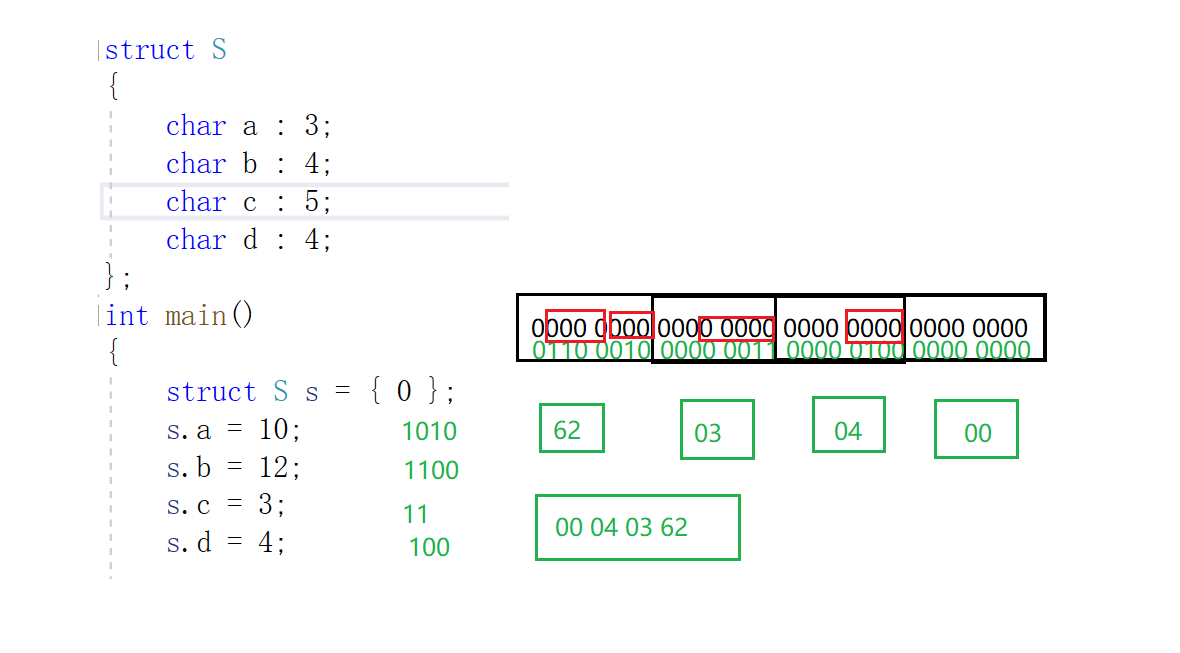 struct S
{
char a : 3;
char b : 4;
char c : 5;
char d : 4;
};
int main()
{
struct S s = { 0 };
s.a = 10;
s.b = 12;
s.c = 3;
s.d = 4;
1010
1100
11
100
0000 0000 0000 0000 0000 0000 0000 0000
0110 0010 0000 0011 0000 0100 0000 0000
62 03 04 00
00 04 03 62